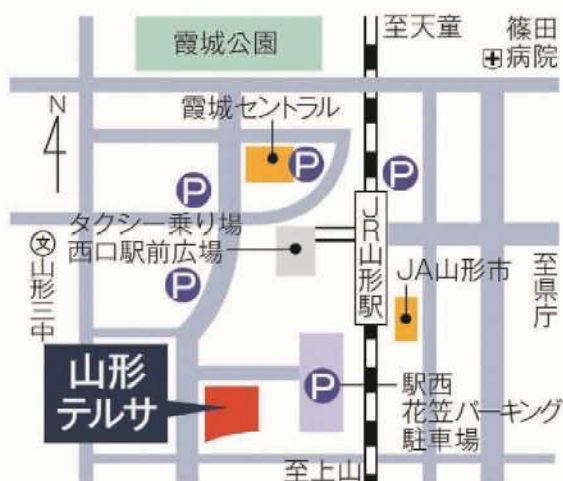 至天童
篠田
病院
霞城公園
N
霞城セントラル
P
P
P
タクシー乗り場
西口駅前広場
JR山形駅
文
山形三中
P
JA山形市
至県庁
山形
テルサ
P
駅西
花笠パーキング
駐車場
至上山